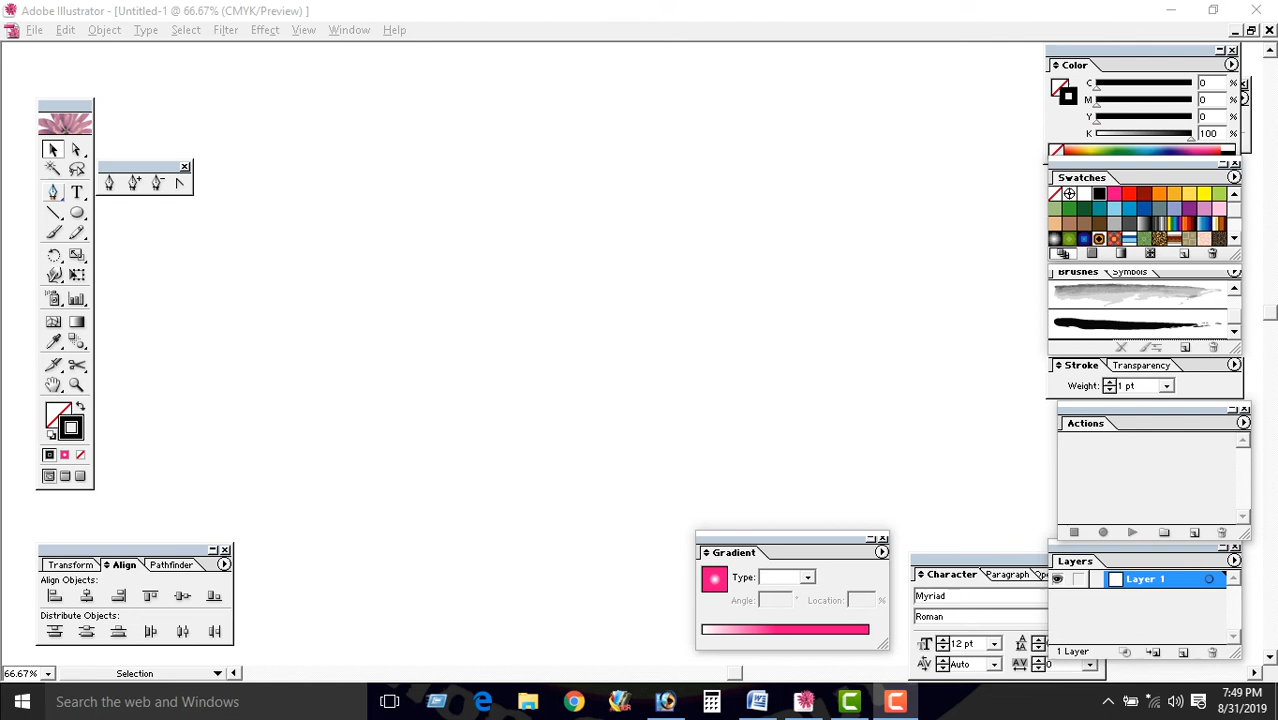 Adobe Illustrator - [Untitled-1 @ 66.67% (CMYK/Preview) ]
File Edit Object Type Select Filter Effect View Window Help
Color
C 0 %
M 0 %
Y 0 %
K 100 %
Swatches
Brushes Symbols
Stroke Transparency
Weight: 1 pt
Actions
Transform Align Pathfinder
Align Objects:
Distribute Objects:
Gradient
Type:
Angle: ° Location: %
Character Paragraph
Myriad
Roman
12 pt
Auto 0
Layers
Layer 1
1 Layer
66.67% Selection
Search the web and Windows
7:49 PM
8/31/2019